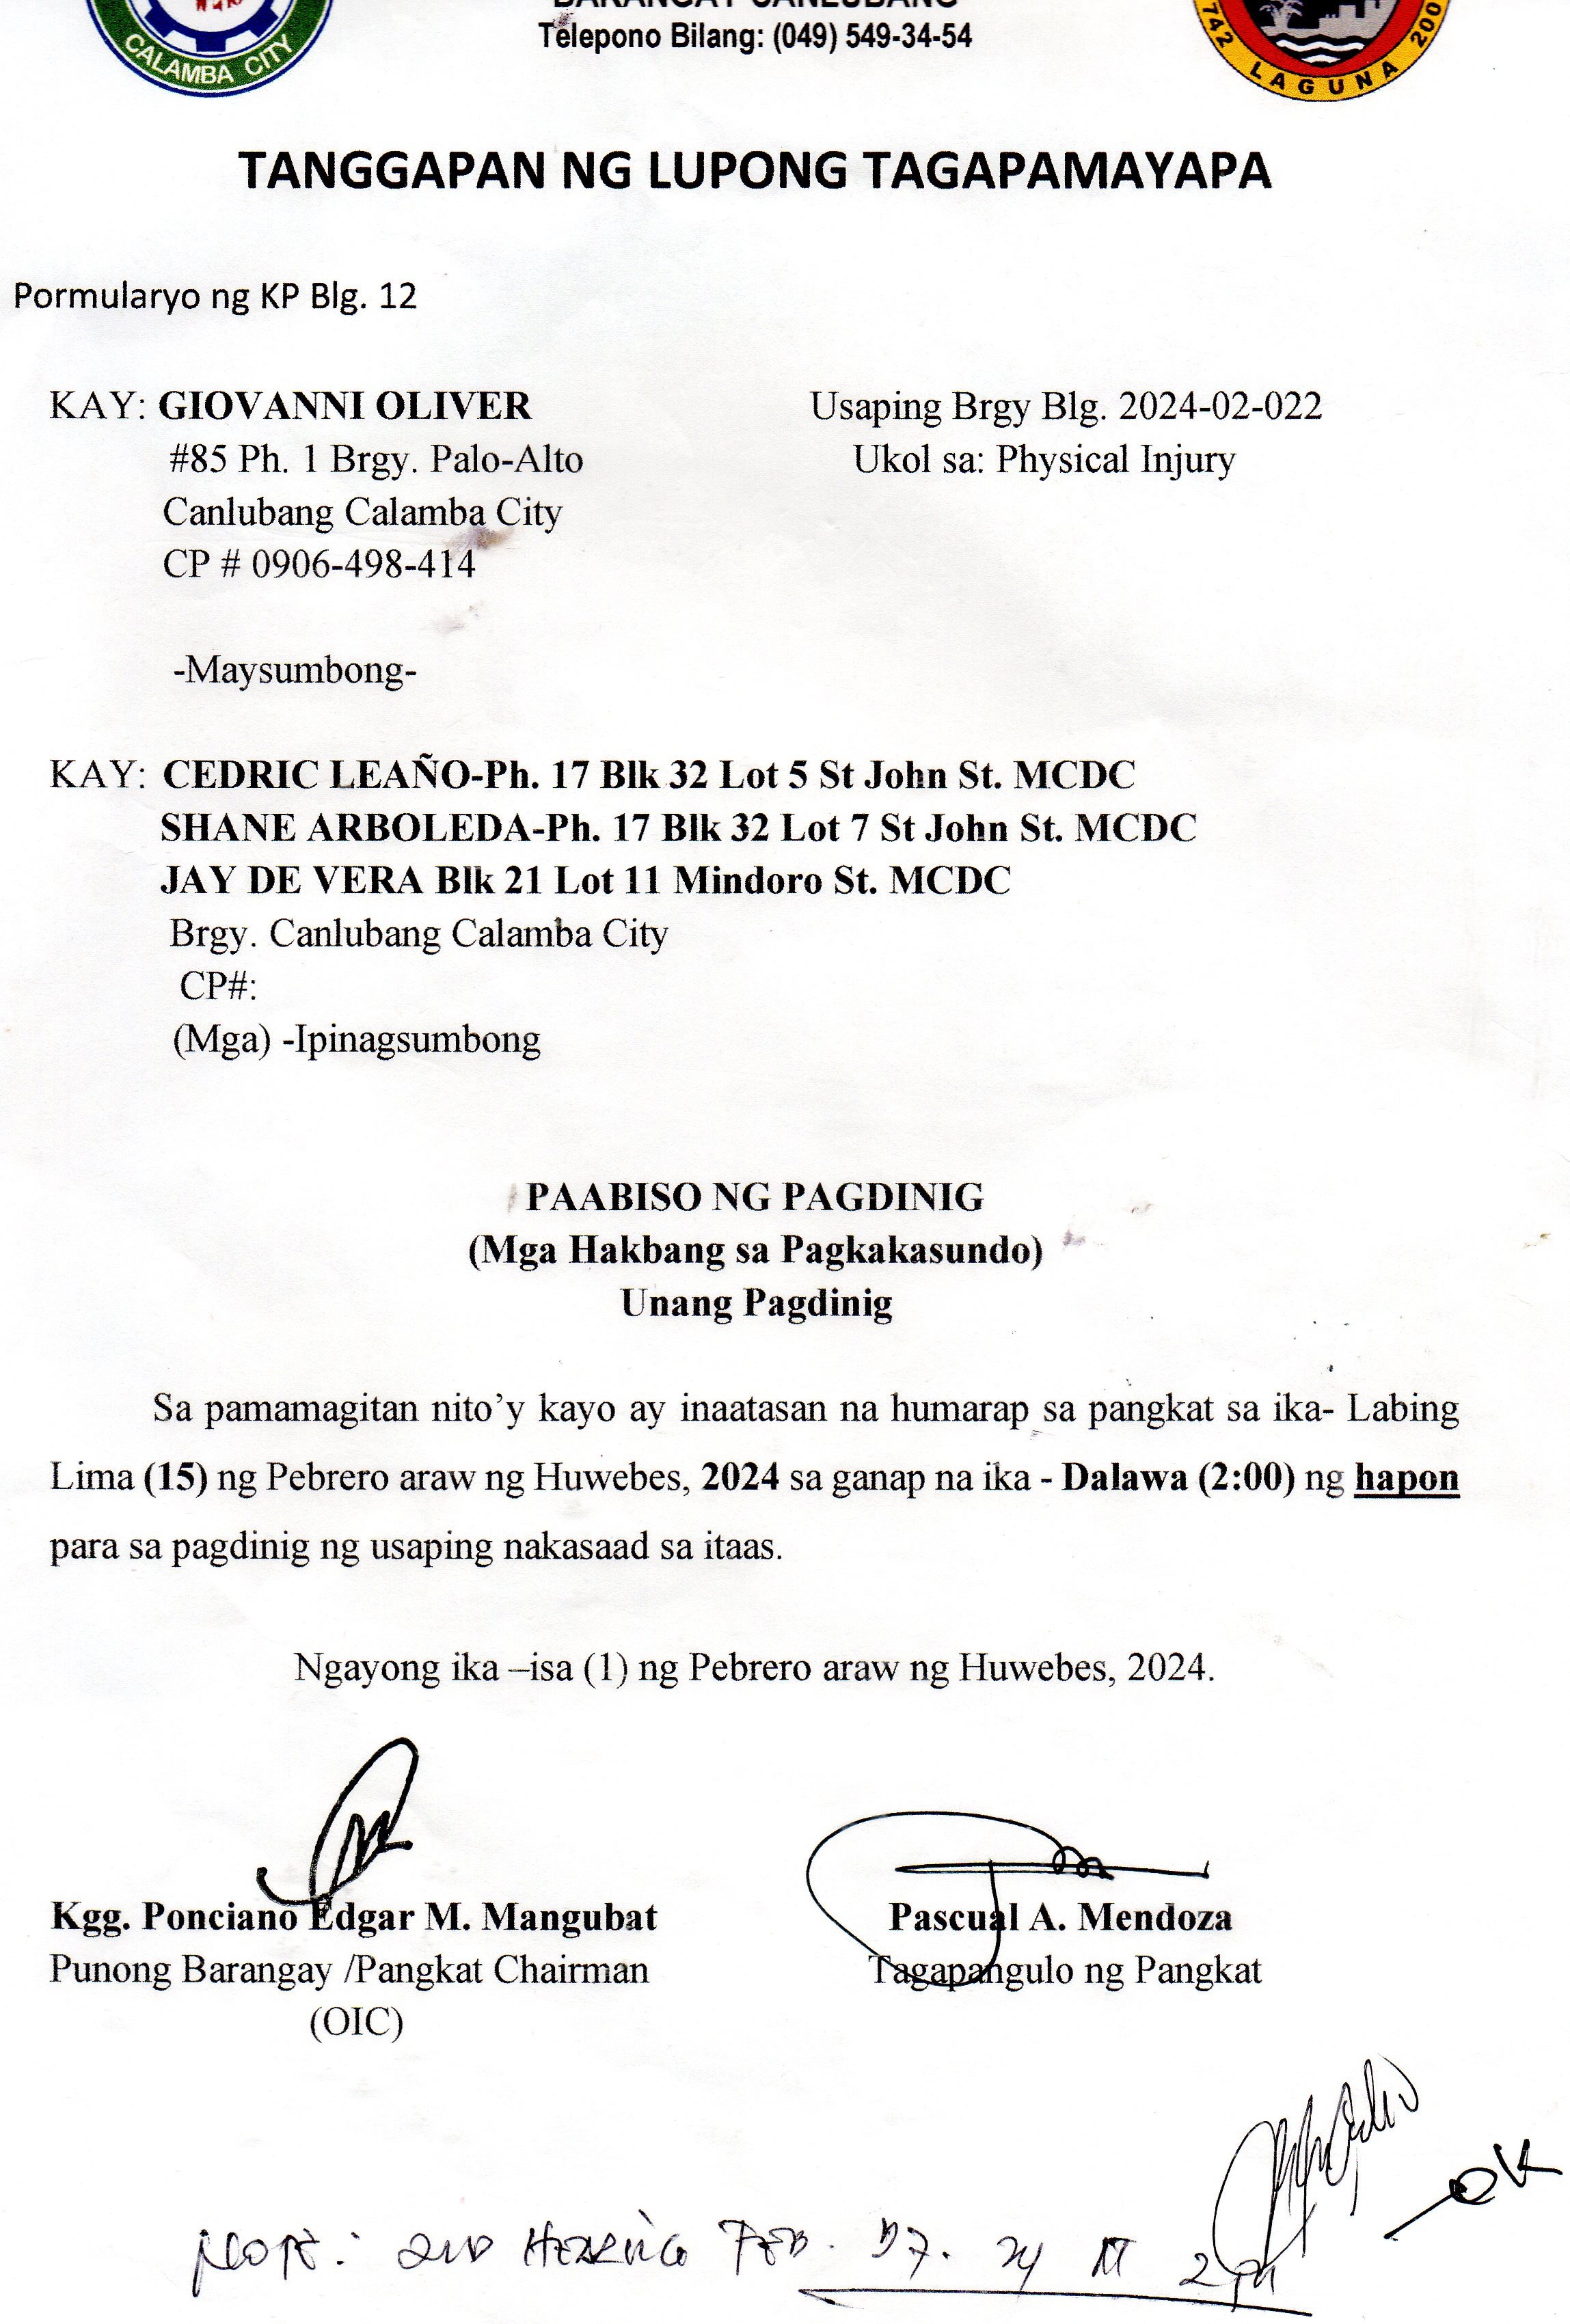 CALAMBA CITY
BARANGAY CANLUBANG
Telepono Bilang: (049) 549-34-54
742 LAGUNA 200
TANGGAPAN NG LUPONG TAGAPAMAYAPA
Pormularyo ng KP Blg. 12
KAY: GIOVANNI OLIVER Usaping Brgy Blg. 2024-02-022
#85 Ph. 1 Brgy. Palo-Alto Ukol sa: Physical Injury
Canlubang Calamba City
CP # 0906-498-414
-Maysumbong-
KAY: CEDRIC LEAÑO-Ph. 17 Blk 32 Lot 5 St John St. MCDC
SHANE ARBOLEDA-Ph. 17 Blk 32 Lot 7 St John St. MCDC
JAY DE VERA Blk 21 Lot 11 Mindoro St. MCDC
Brgy. Canlubang Calamba City
CP#:
(Mga) -Ipinagsumbong
PAABISO NG PAGDINIG
(Mga Hakbang sa Pagkakasundo)
Unang Pagdinig
Sa pamamagitan nito’y kayo ay inaatasan na humarap sa pangkat sa ika- Labing
Lima (15) ng Pebrero araw ng Huwebes, 2024 sa ganap na ika - Dalawa (2:00) ng hapon
para sa pagdinig ng usaping nakasaad sa itaas.
Ngayong ika –isa (1) ng Pebrero araw ng Huwebes, 2024.
Kgg. Ponciano Edgar M. Mangubat Pascual A. Mendoza
Punong Barangay /Pangkat Chairman Tagapangulo ng Pangkat
(OIC)
OK
NOTE: 2ND HEARING FEB. 27. 24 AT 2PM